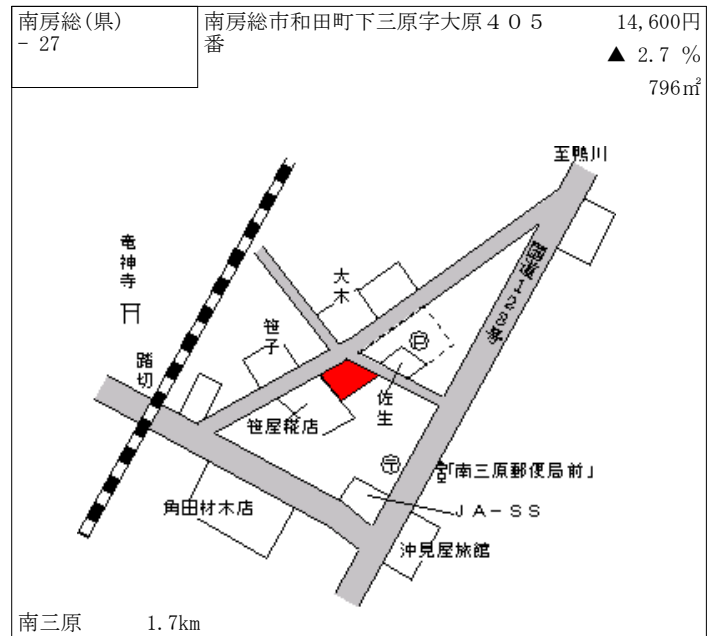 南房総(県)
- 27
南房総市和田町下三原字大原４０５
番
14,600円
▲ 2.7 %
796㎡
至鴨川
国道１２８号
竜神寺
大木
笹子
踏切
佐生
笹屋糀店
〒
「南三原郵便局前」
ＪＡ－ＳＳ
角田材木店
沖見屋旅館
南三原 1.7km